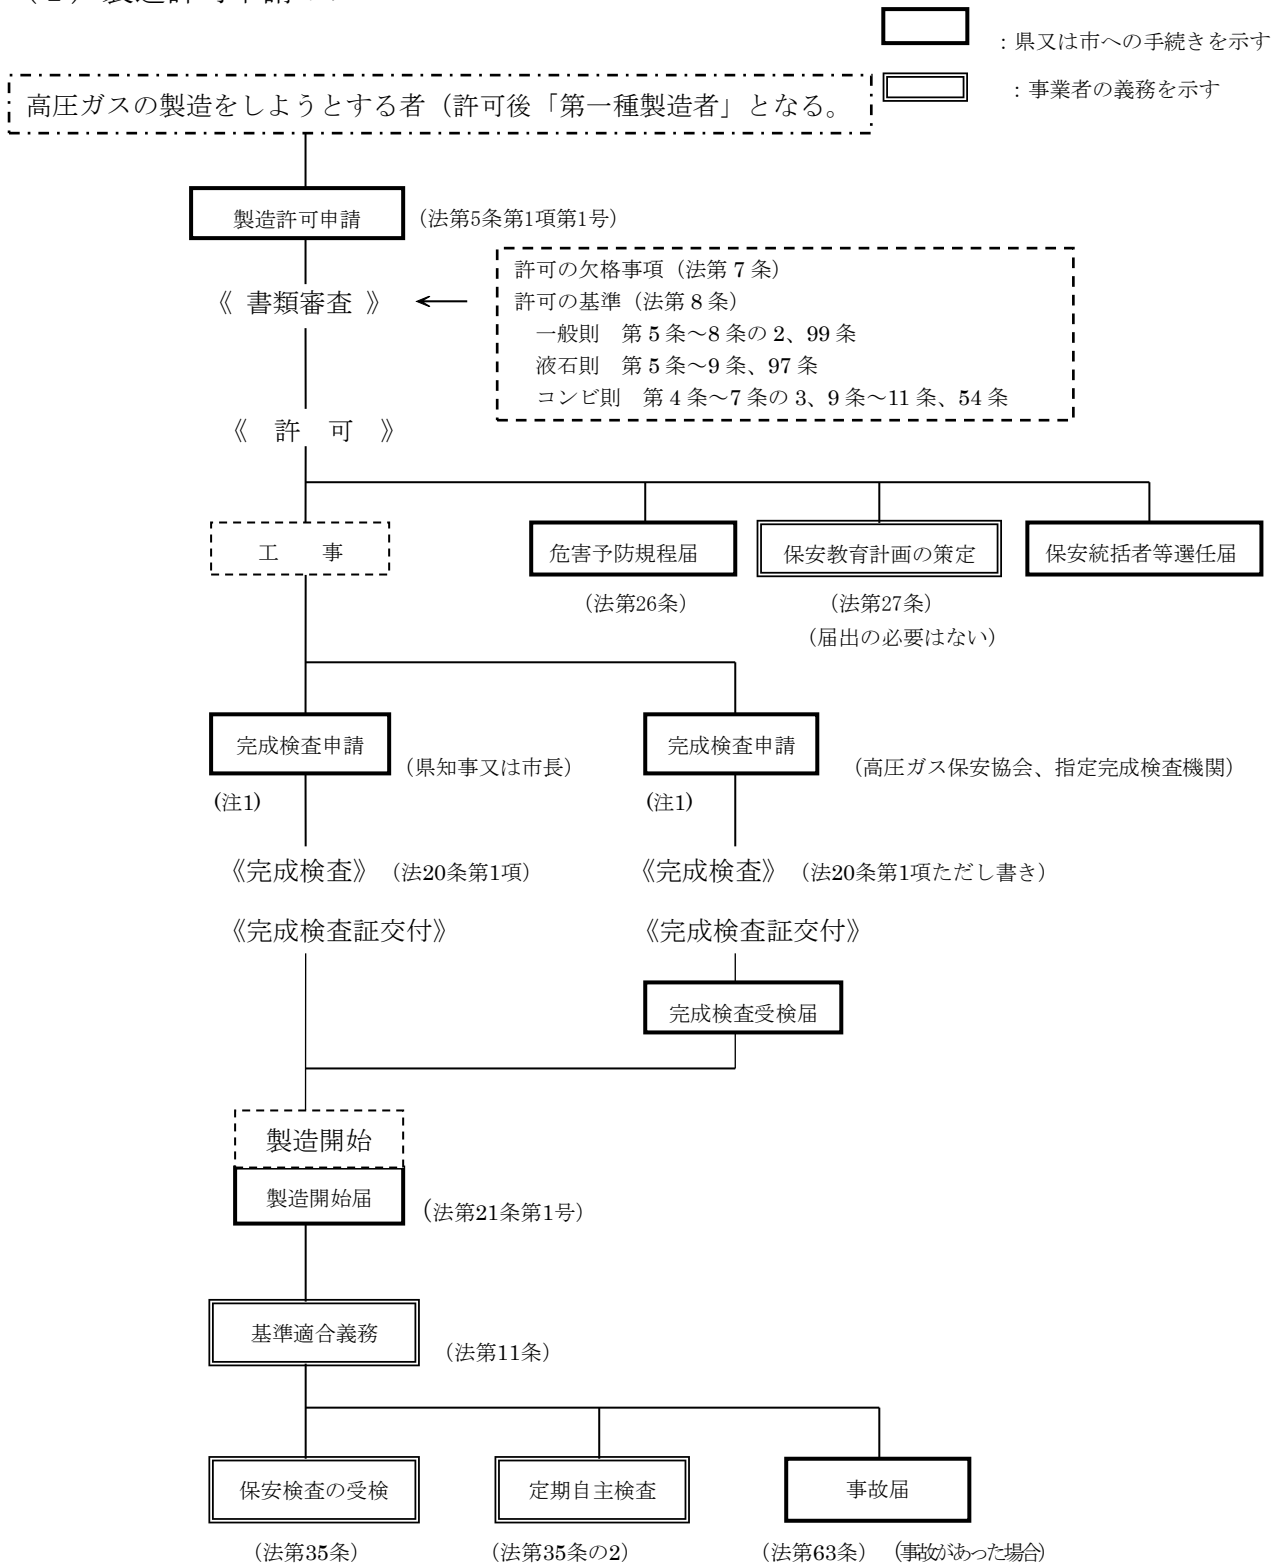 ：県又は市への手続きを示す
：事業者の義務を示す
高圧ガスの製造をしようとする者（許可後「第一種製造者」となる。
製造許可申請
（法第5条第1項第1号）
《 書類審査 》
許可の欠格事項（法第７条）
許可の基準（法第８条）
一般則　第５条～８条の２、99 条
液石則　第５条～９条、97 条
コンビ則　第４条～７条の３、９条～11 条、54 条
《　許　可　》
工　　事
危害予防規程届
（法第26条）
保安教育計画の策定
（法第27条）
（届出の必要はない）
保安統括者等選任届
完成検査申請
（県知事又は市長）
(注1)
完成検査申請
（高圧ガス保安協会、指定完成検査機関）
(注1)
《完成検査》（法20条第1項）
《完成検査》（法20条第1項ただし書き）
《完成検査証交付》
《完成検査証交付》
完成検査受検届
製造開始
製造開始届
（法第21条第1号）
基準適合義務
（法第11条）
保安検査の受検
定期自主検査
事故届
（法第35条）
（法第35条の2）
（法第63条）（事故があった場合）